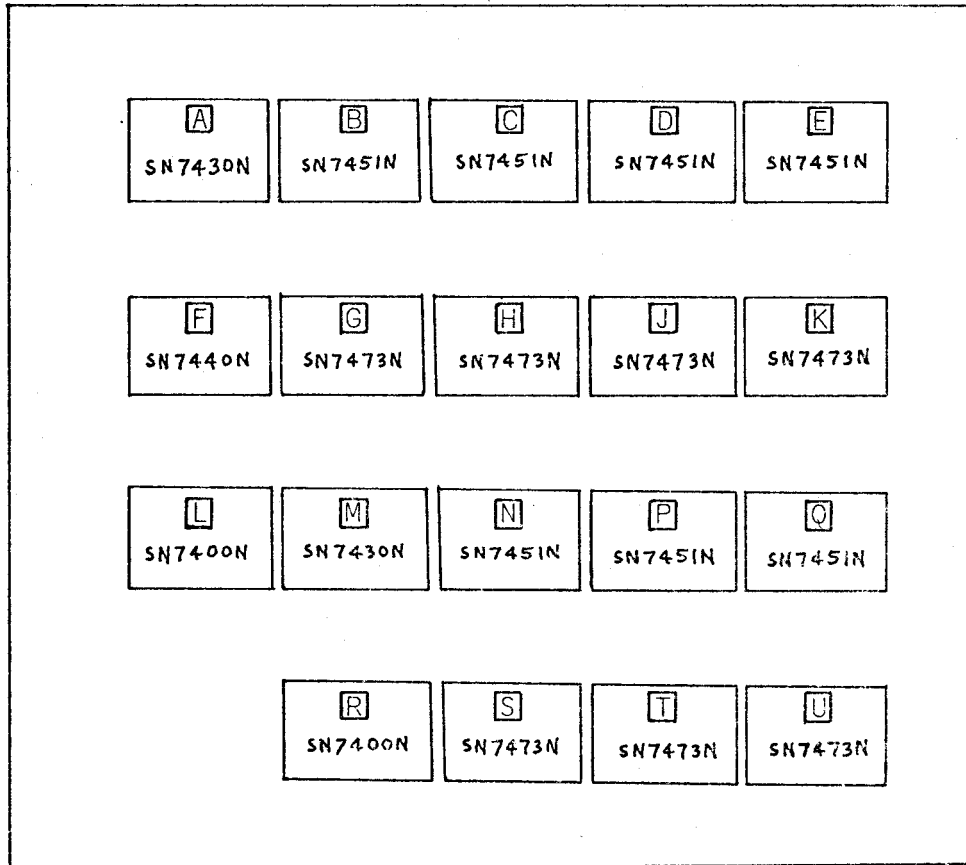 A B C D E
SN7430N SN7451N SN7451N SN7451N SN7451N
F G H J K
SN7440N SN7473N SN7473N SN7473N SN7473N
L M N P Q
SN7400N SN7430N SN7451N SN7451N SN7451N
R S T U
SN7400N SN7473N SN7473N SN7473N